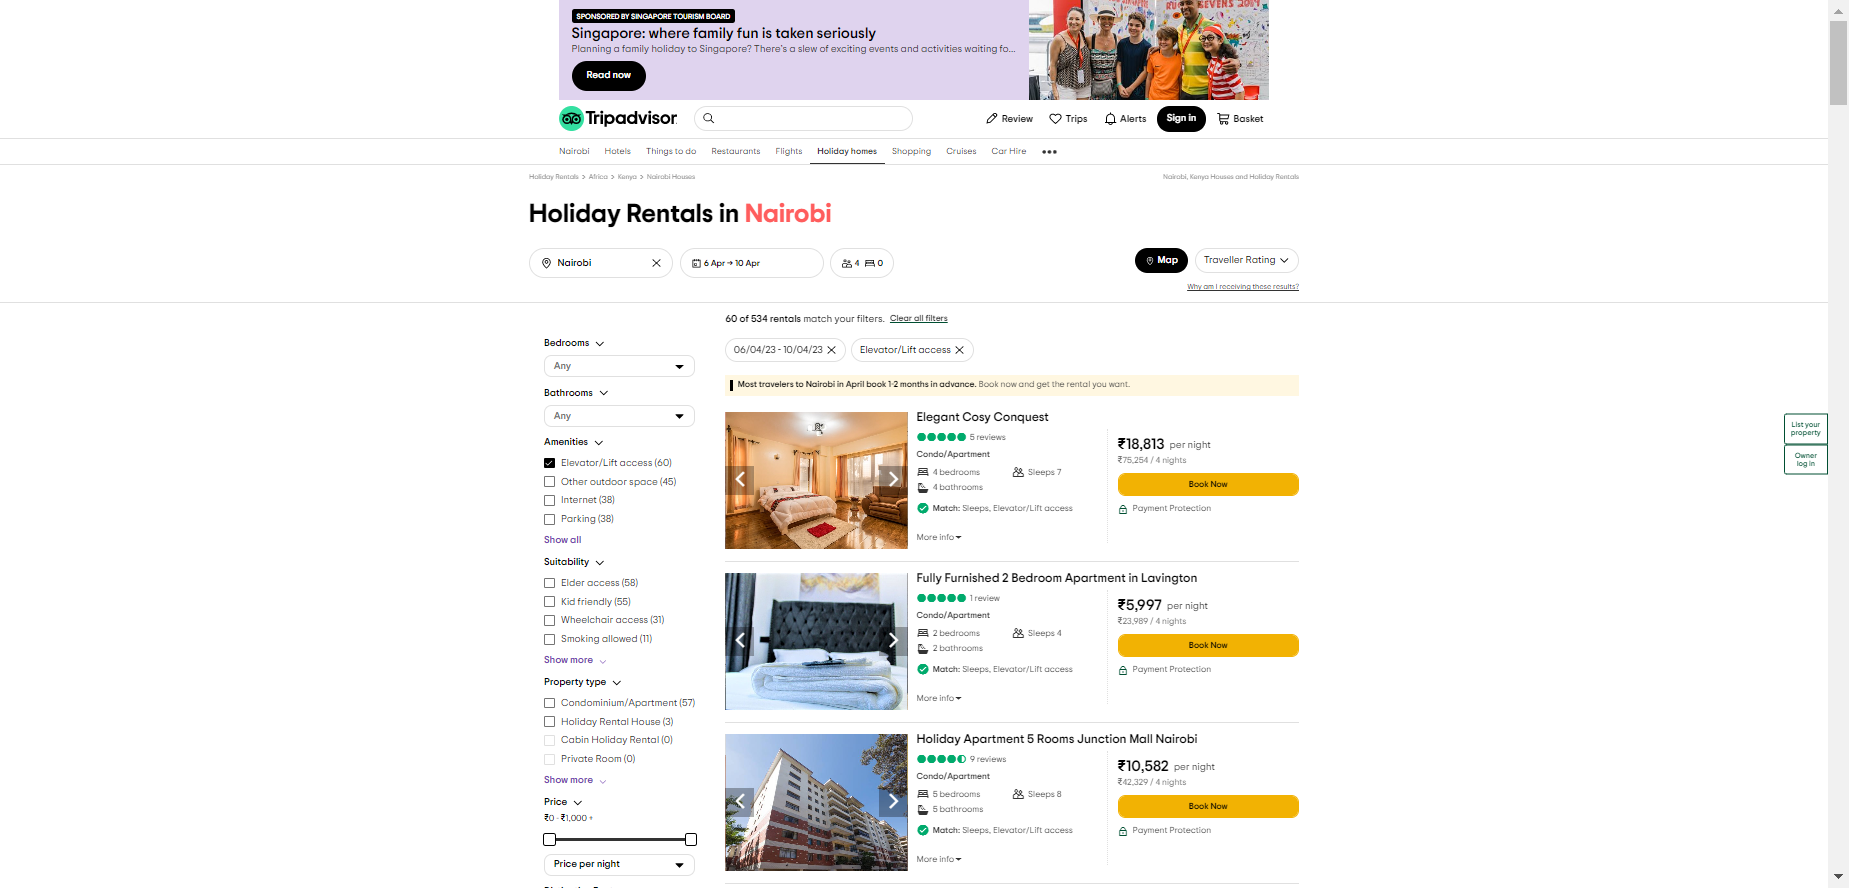 SPONSORED BY SINGAPORE TOURISM BOARD
Singapore: where family fun is taken seriously
Planning a family holiday to Singapore? There's a slew of exciting events and activities waiting fo...
Read now
Tripadvisor
Review
Trips
Alerts
Sign in
Basket
Nairobi
Hotels
Things to do
Restaurants
Flights
Holiday homes
Shopping
Cruises
Car Hire
Holiday Rentals > Africa > Kenya > Nairobi Houses
Nairobi, Kenya Houses and Holiday Rentals
Holiday Rentals in Nairobi
Nairobi
6 Apr → 10 Apr
4
0
Map
Traveller Rating
Why am I receiving these results?
60 of 534 rentals match your filters. Clear all filters
06/04/23 - 10/04/23
Elevator/Lift access
Most travelers to Nairobi in April book 1-2 months in advance. Book now and get the rental you want.
Bedrooms
Any
Bathrooms
Any
Amenities
Elevator/Lift access (60)
Other outdoor space (45)
Internet (38)
Parking (38)
Show all
Suitability
Elder access (58)
Kid friendly (55)
Wheelchair access (31)
Smoking allowed (11)
Show more
Property type
Condominium/Apartment (57)
Holiday Rental House (3)
Cabin Holiday Rental (0)
Private Room (0)
Show more
Price
₹0 - ₹1,000 +
Price per night
Elegant Cosy Conquest
5 reviews
Condo/Apartment
4 bedrooms
Sleeps 7
4 bathrooms
Match: Sleeps, Elevator/Lift access
More info
₹18,813 per night
₹75,254 / 4 nights
Book Now
Payment Protection
Fully Furnished 2 Bedroom Apartment in Lavington
1 review
Condo/Apartment
2 bedrooms
Sleeps 4
2 bathrooms
Match: Sleeps, Elevator/Lift access
More info
₹5,997 per night
₹23,989 / 4 nights
Book Now
Payment Protection
Holiday Apartment 5 Rooms Junction Mall Nairobi
9 reviews
Condo/Apartment
5 bedrooms
Sleeps 8
5 bathrooms
Match: Sleeps, Elevator/Lift access
More info
₹10,582 per night
₹42,329 / 4 nights
Book Now
Payment Protection
List your
property
Owner
log in